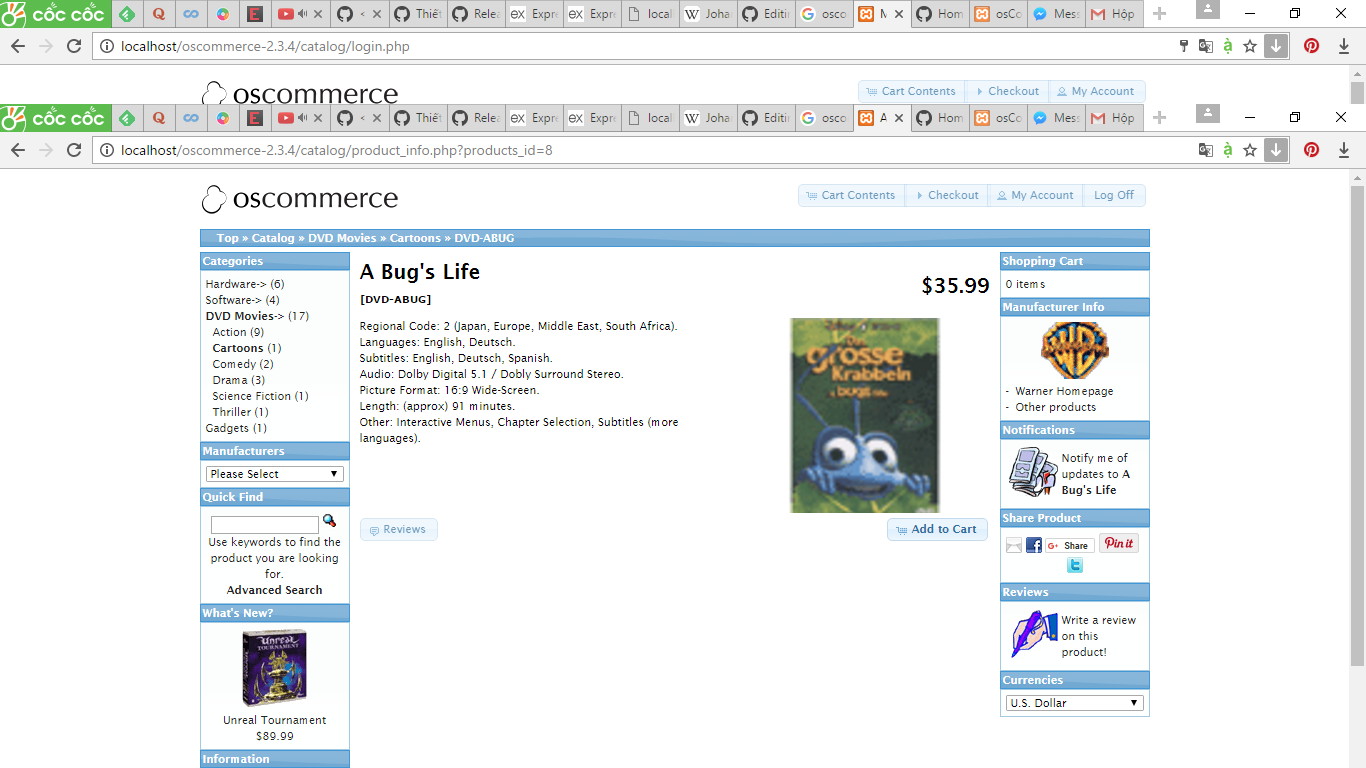 cốc cốc Thiết Relea Expre Expre local Joha Editin osco M Hom osCo Mess Hộp
localhost/oscommerce-2.3.4/catalog/login.php
oscommerce Cart Contents Checkout My Account
cốc cốc Thiết Relea Expre Expre local Joha Editin osco A Hom osCo Mess Hộp
localhost/oscommerce-2.3.4/catalog/product_info.php?products_id=8
oscommerce Cart Contents Checkout My Account Log Off
Top » Catalog » DVD Movies » Cartoons » DVD-ABUG
Categories
Hardware-> (6)
Software-> (4)
DVD Movies-> (17)
Action (9)
Cartoons (1)
Comedy (2)
Drama (3)
Science Fiction (1)
Thriller (1)
Gadgets (1)
Manufacturers
Please Select
Quick Find
Use keywords to find the
product you are looking
for.
Advanced Search
What's New?
Unreal
TOURNAMENT
Unreal Tournament
$89.99
Information
A Bug's Life
$35.99
[DVD-ABUG]
Regional Code: 2 (Japan, Europe, Middle East, South Africa).
Languages: English, Deutsch.
Subtitles: English, Deutsch, Spanish.
Audio: Dolby Digital 5.1 / Dobly Surround Stereo.
Picture Format: 16:9 Wide-Screen.
Length: (approx) 91 minutes.
Other: Interactive Menus, Chapter Selection, Subtitles (more
languages).
Das
grosse
Krabbeln
a bug's life
Reviews
Add to Cart
Shopping Cart
0 items
Manufacturer Info
WB
- Warner Homepage
- Other products
Notifications
Notify me of
updates to A
Bug's Life
Share Product
G+ Share Pin it
Reviews
Write a review
on this
product!
Currencies
U.S. Dollar